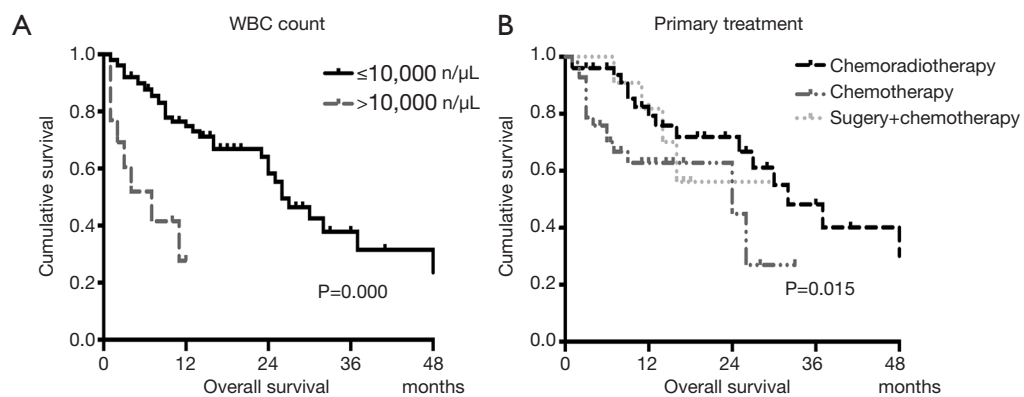 A
WBC count
1.0
0.8
0.6
0.4
0.2
0.0
Cumulative survival
≤10,000 n/µL
>10,000 n/µL
P=0.000
0
12
24
36
48
Overall survival
months
B
Primary treatment
1.0
0.8
0.6
0.4
0.2
0.0
Cumulative survival
Chemoradiotherapy
Chemotherapy
Sugery+chemotherapy
P=0.015
0
12
24
36
48
Overall survival
months